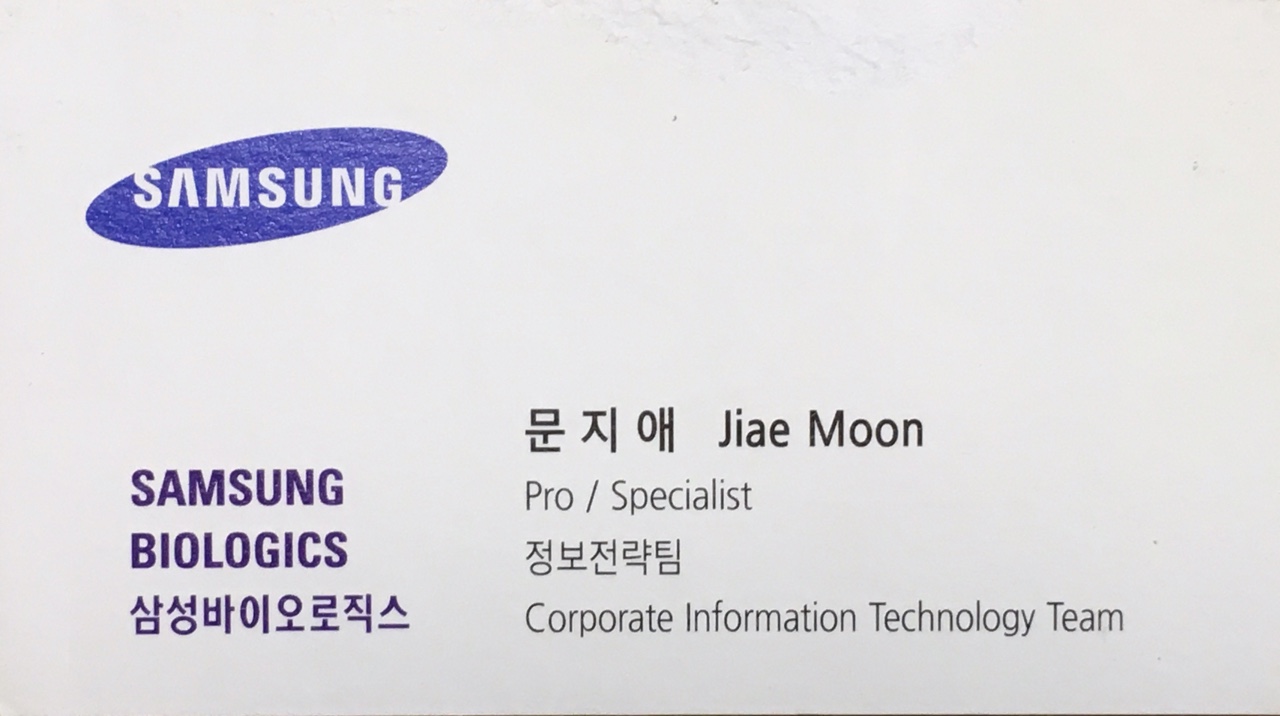 SAMSUNG
문 지 애 Jiae Moon
Pro / Specialist
정보전략팀
Corporate Information Technology Team
SAMSUNG
BIOLOGICS
삼성바이오로직스